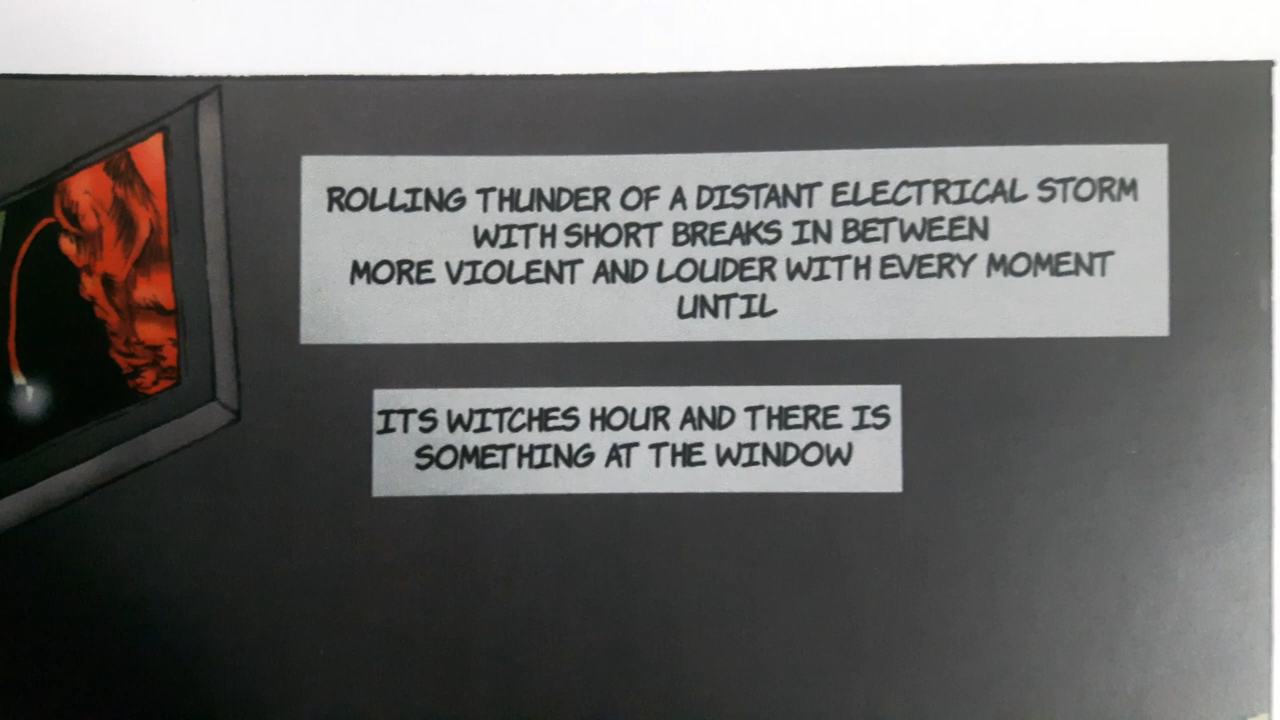 ROLLING THUNDER OF A DISTANT ELECTRICAL STORM
WITH SHORT BREAKS IN BETWEEN
MORE VIOLENT AND LOUDER WITH EVERY MOMENT
UNTIL
ITS WITCHES HOUR AND THERE IS
SOMETHING AT THE WINDOW